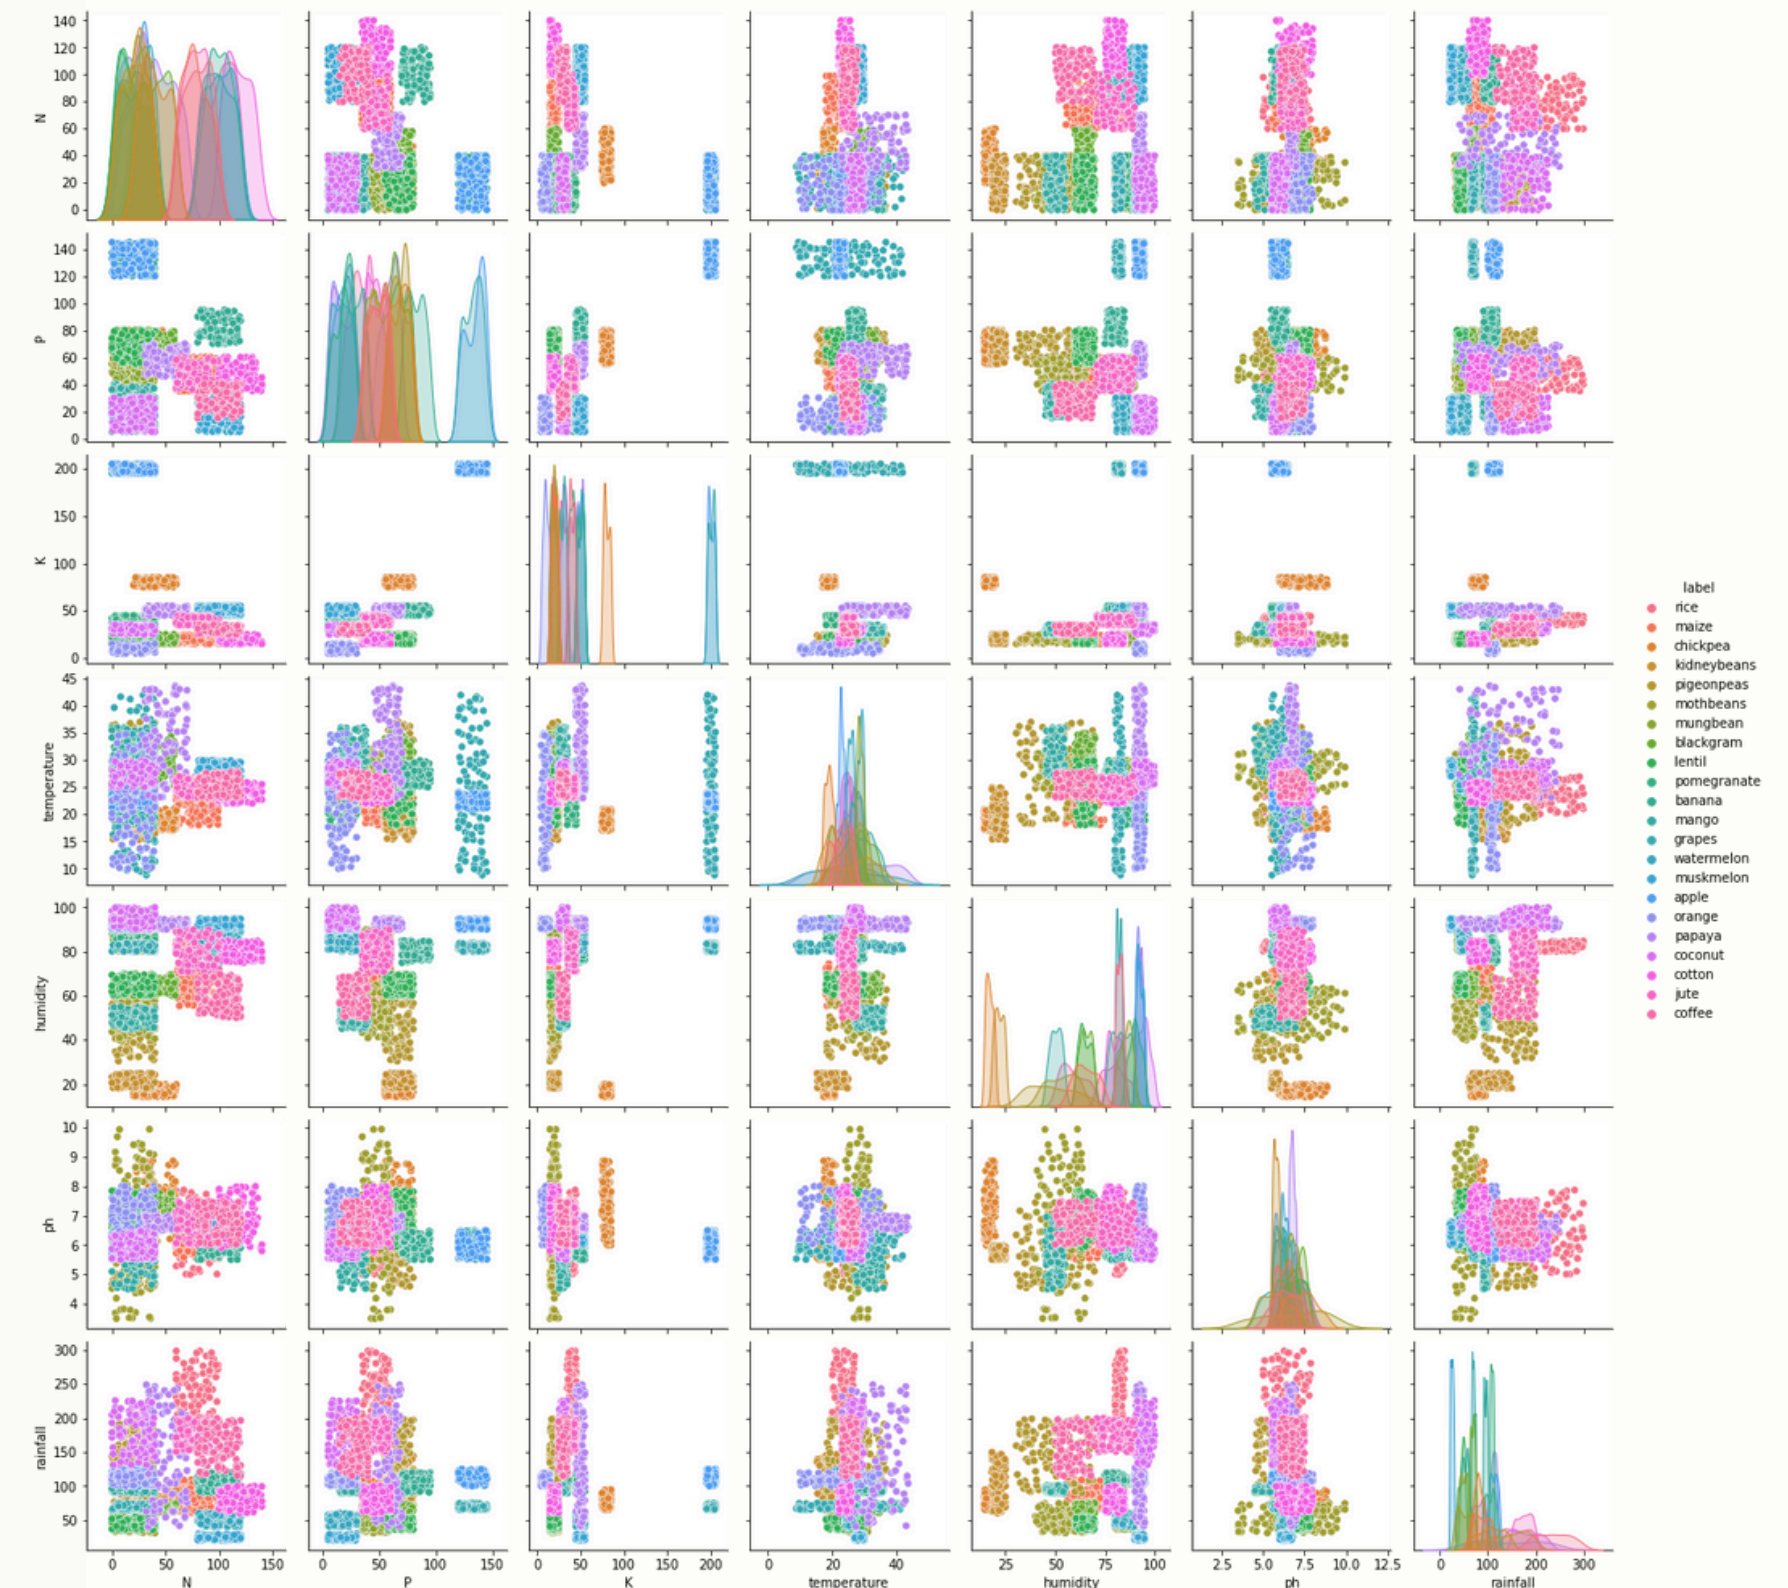 140
120
100
80
60
40
20
0
N
140
120
100
80
60
40
20
0
P
200
150
100
50
0
K
45
40
35
30
25
20
15
10
temperature
100
80
60
40
20
humidity
10
9
8
7
6
5
4
ph
300
250
200
150
100
50
rainfall
0 50 100 150
N
0 50 100 150
P
0 50 100 150 200
K
0 20 40
temperature
25 50 75 100
humidity
2.5 5.0 7.5 10.0 12.5
ph
0 100 200 300
rainfall
label
rice
maize
chickpea
kidneybeans
pigeonpeas
mothbeans
mungbean
blackgram
lentil
pomegranate
banana
mango
grapes
watermelon
muskmelon
apple
orange
papaya
coconut
cotton
jute
coffee